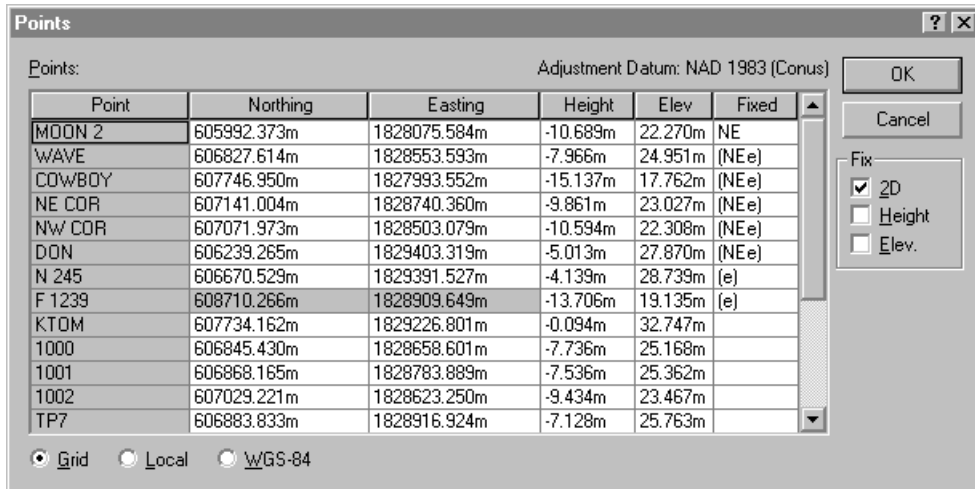 Points
Points: Adjustment Datum: NAD 1983 (Conus) OK
Point Northing Easting Height Elev Fixed
Cancel
MOON 2 605992.373m 1828075.584m -10.689m 22.270m NE
WAVE 606827.614m 1828553.593m -7.966m 24.951m (NEe)
COWBOY 607746.950m 1827993.552m -15.137m 17.762m (NEe)
NE COR 607141.004m 1828740.360m -9.861m 23.027m (NEe)
NW COR 607071.973m 1828503.079m -10.594m 22.308m (NEe)
DON 606239.265m 1829403.319m -5.013m 27.870m (NEe)
N 245 606670.529m 1829391.527m -4.139m 28.739m (e)
F 1239 608710.266m 1828909.649m -13.706m 19.135m (e)
KTOM 607734.162m 1829226.801m -0.094m 32.747m
1000 606845.430m 1828658.601m -7.736m 25.168m
1001 606868.165m 1828783.889m -7.536m 25.362m
1002 607029.221m 1828623.250m -9.434m 23.467m
TP7 606883.833m 1828916.924m -7.128m 25.763m
Fix
2D
Height
Elev.
Grid Local WGS-84